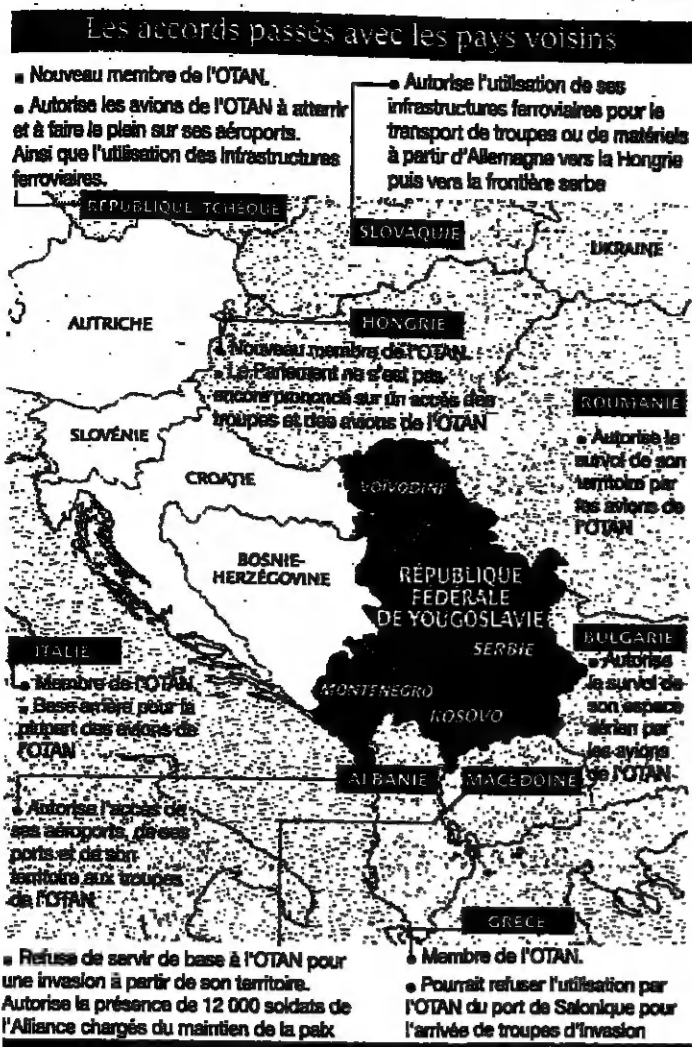 Les accords passés avec les pays voisins
Nouveau membre de l'OTAN.
Autorise les avions de l'OTAN à atterrir
et à faire le plein sur ses aéroports.
Ainsi que l'utilisation des infrastructures
ferroviaires.
Autorise l'utilisation de ses
infrastructures ferroviaires pour le
transport de troupes ou de matériels
à partir d'Allemagne vers la Hongrie
puis vers la frontière serbe
RÉPUBLIQUE TCHÈQUE
SLOVAQUIE
UKRAINE
AUTRICHE
HONGRIE
Nouveau membre de l'OTAN.
Le Parlement ne s'est pas
encore prononcé sur un accès des
troupes et des avions de l'OTAN
ROUMANIE
Autorise le
survol de son
territoire par
les avions de
l'OTAN
SLOVÉNIE
CROATIE
VOÏVODINE
BOSNIE-
HERZÉGOVINE
RÉPUBLIQUE
FÉDÉRALE
DE YOUGOSLAVIE
SERBIE
MONTENEGRO
KOSOVO
BULGARIE
Autorise
le survol de
son espace
aérien par
les avions
de l'OTAN
ITALIE
Membre de l'OTAN.
Base arrière pour la
plupart des avions de
l'OTAN
ALBANIE
MACÉDOINE
Autorise l'accès de
ses aéroports, de ses
ports et de son
territoire aux troupes
de l'OTAN
GRÈCE
Refuse de servir de base à l'OTAN pour
une invasion à partir de son territoire.
Autorise la présence de 12 000 soldats de
l'Alliance chargés du maintien de la paix
Membre de l'OTAN.
Pourrait refuser l'utilisation par
l'OTAN du port de Salonique pour
l'arrivée de troupes d'invasion